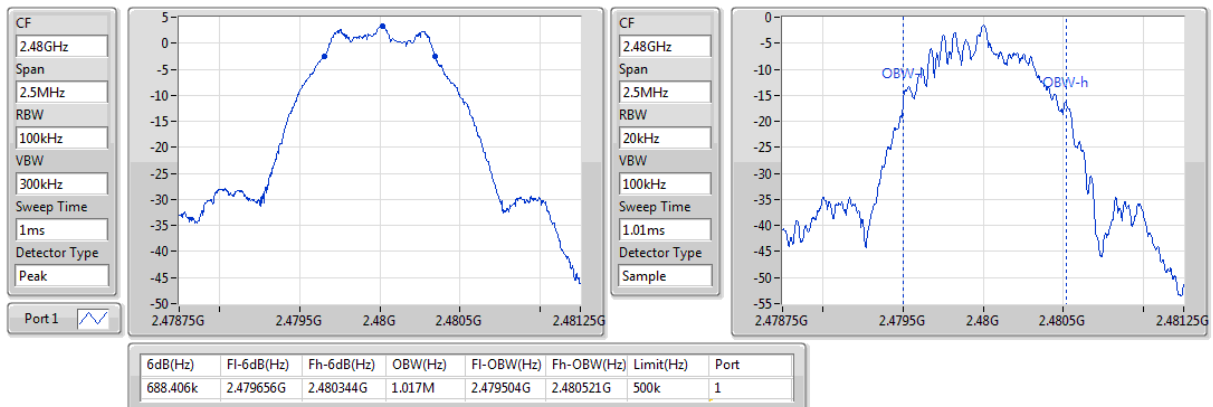 CF
2.48GHz
Span
2.5MHz
RBW
100kHz
VBW
300kHz
Sweep Time
1ms
Detector Type
Peak
Port 1
5
0
-5
-10
-15
-20
-25
-30
-35
-40
-45
-50
2.47875G 2.4795G 2.48G 2.4805G 2.48125G
CF
2.48GHz
Span
2.5MHz
RBW
20kHz
VBW
100kHz
Sweep Time
1.01ms
Detector Type
Sample
0
-5
-10
-15
-20
-25
-30
-35
-40
-45
-50
-55
OBW-
OBW-h
2.47875G 2.4795G 2.48G 2.4805G 2.48125G
6dB(Hz) Fl-6dB(Hz) Fh-6dB(Hz) OBW(Hz) Fl-OBW(Hz) Fh-OBW(Hz) Limit(Hz) Port
688.406k 2.479656G 2.480344G 1.017M 2.479504G 2.480521G 500k 1